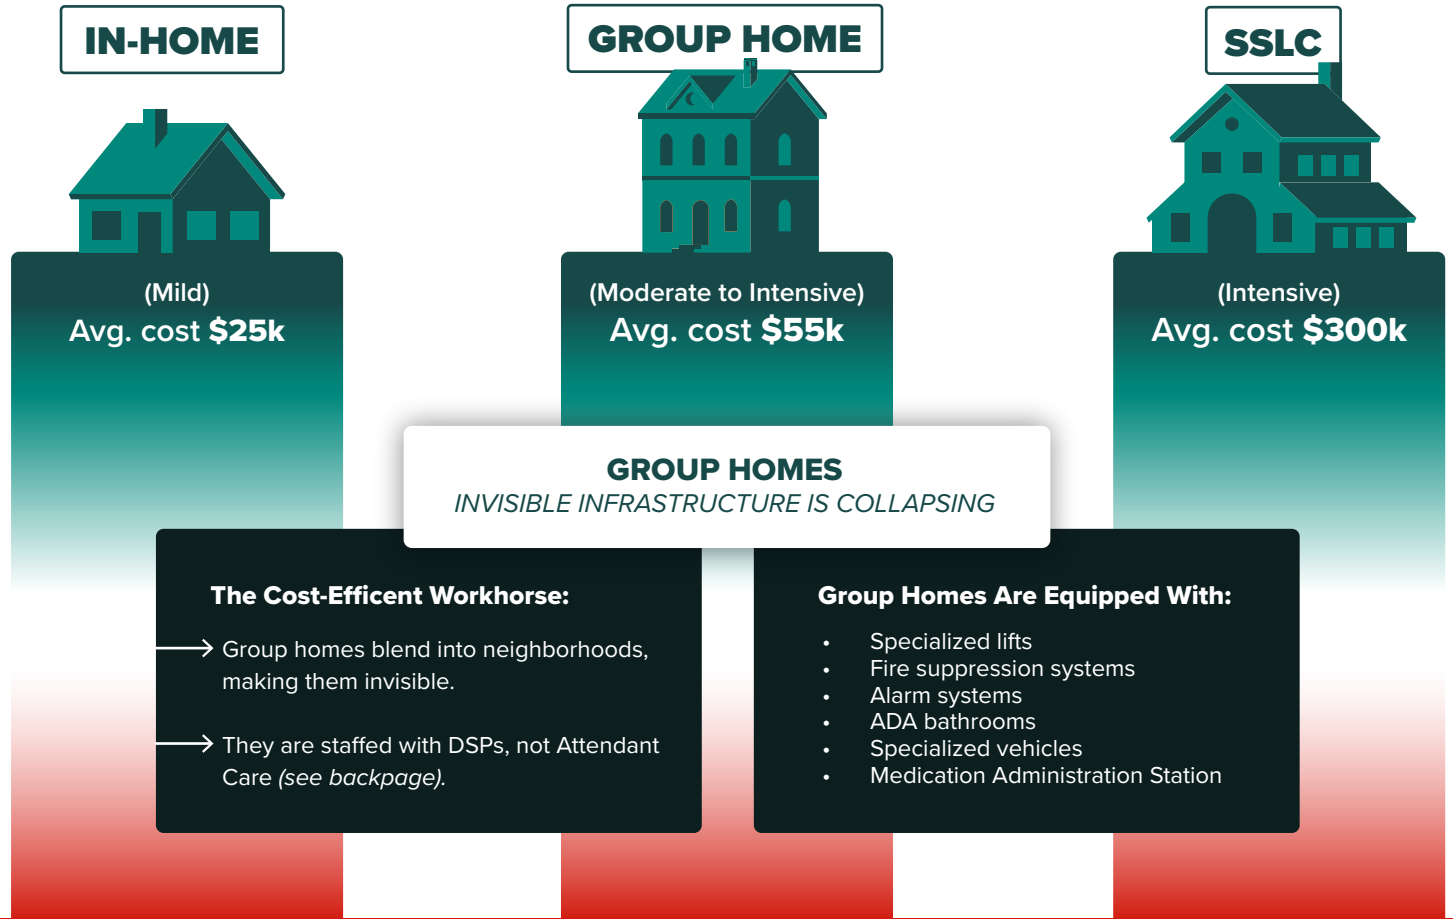 IN-HOME
GROUP HOME
SSLC
(Mild)
Avg. cost $25k
(Moderate to Intensive)
Avg. cost $55k
(Intensive)
Avg. cost $300k
GROUP HOMES
INVISIBLE INFRASTRUCTURE IS COLLAPSING
The Cost-Efficent Workhorse:
Group homes blend into neighborhoods,
making them invisible.
They are staffed with DSPs, not Attendant
Care (see backpage).
Group Homes Are Equipped With:
• Specialized lifts
• Fire suppression systems
• Alarm systems
• ADA bathrooms
• Specialized vehicles
• Medication Administration Station